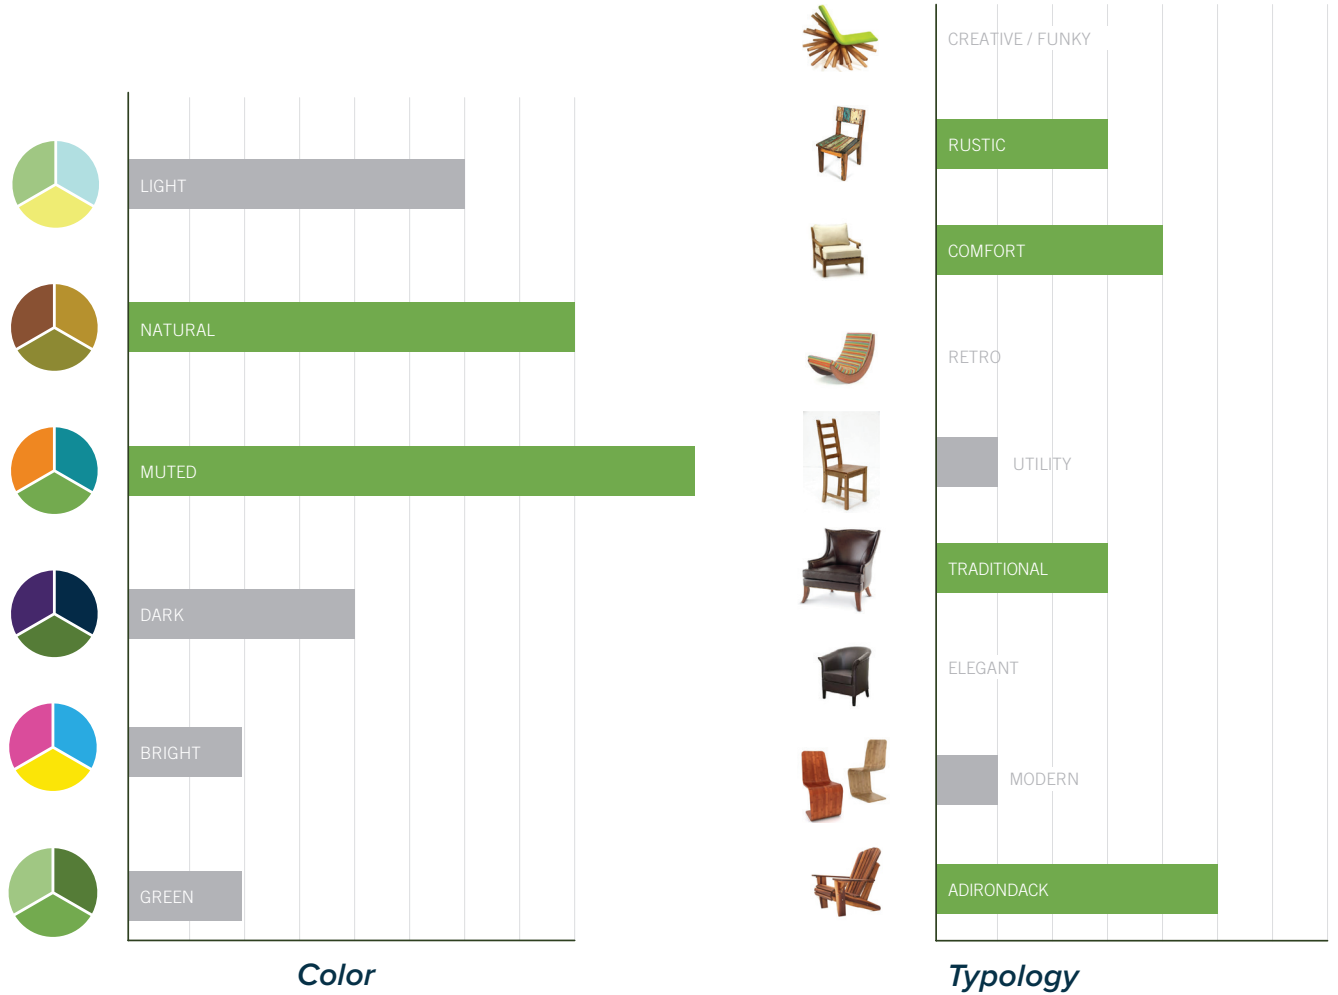 LIGHT
NATURAL
MUTED
DARK
BRIGHT
GREEN
Color
CREATIVE / FUNKY
RUSTIC
COMFORT
RETRO
UTILITY
TRADITIONAL
ELEGANT
MODERN
ADIRONDACK
Typology